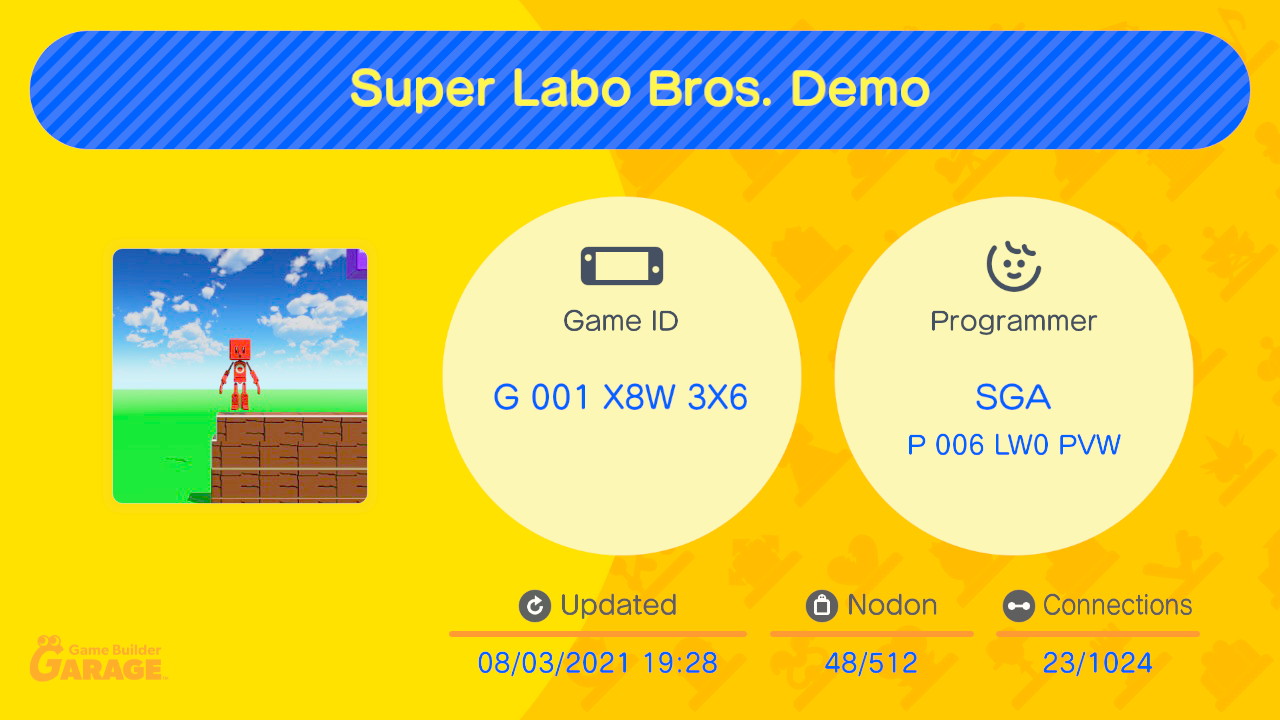 Super Labo Bros. Demo
Game ID
G 001 X8W 3X6
Programmer
SGA
P 006 LW0 PVW
Updated
08/03/2021 19:28
Nodon
48/512
Connections
23/1024
Game Builder
GARAGE